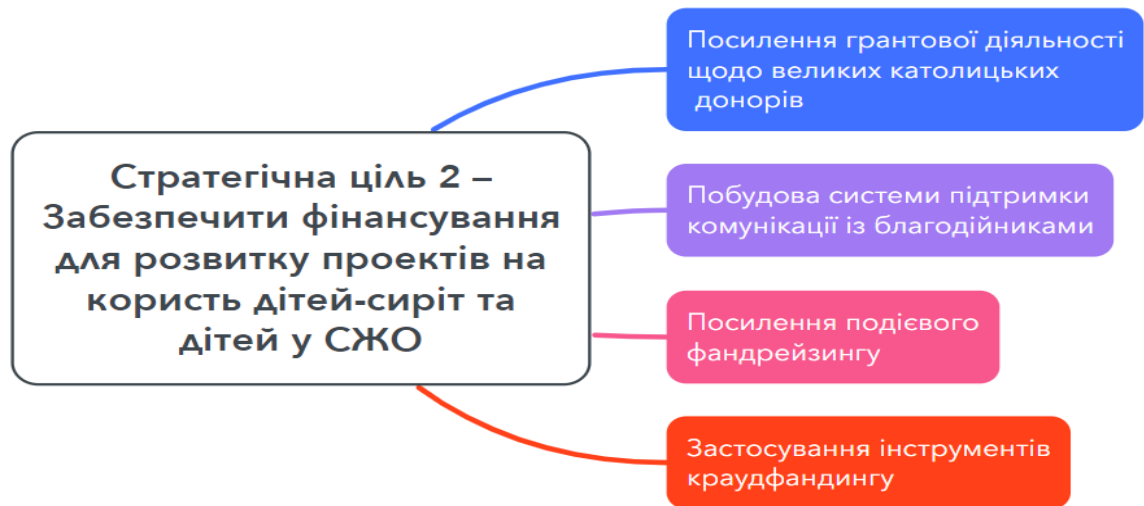 Стратегічна ціль 2 –
Забезпечити фінансування
для розвитку проектів на
користь дітей-сиріт та
дітей у СЖО
Посилення грантової діяльності
щодо великих католицьких
донорів
Побудова системи підтримки
комунікації із благодійниками
Посилення подієвого
фандрейзингу
Застосування інструментів
краудфандингу